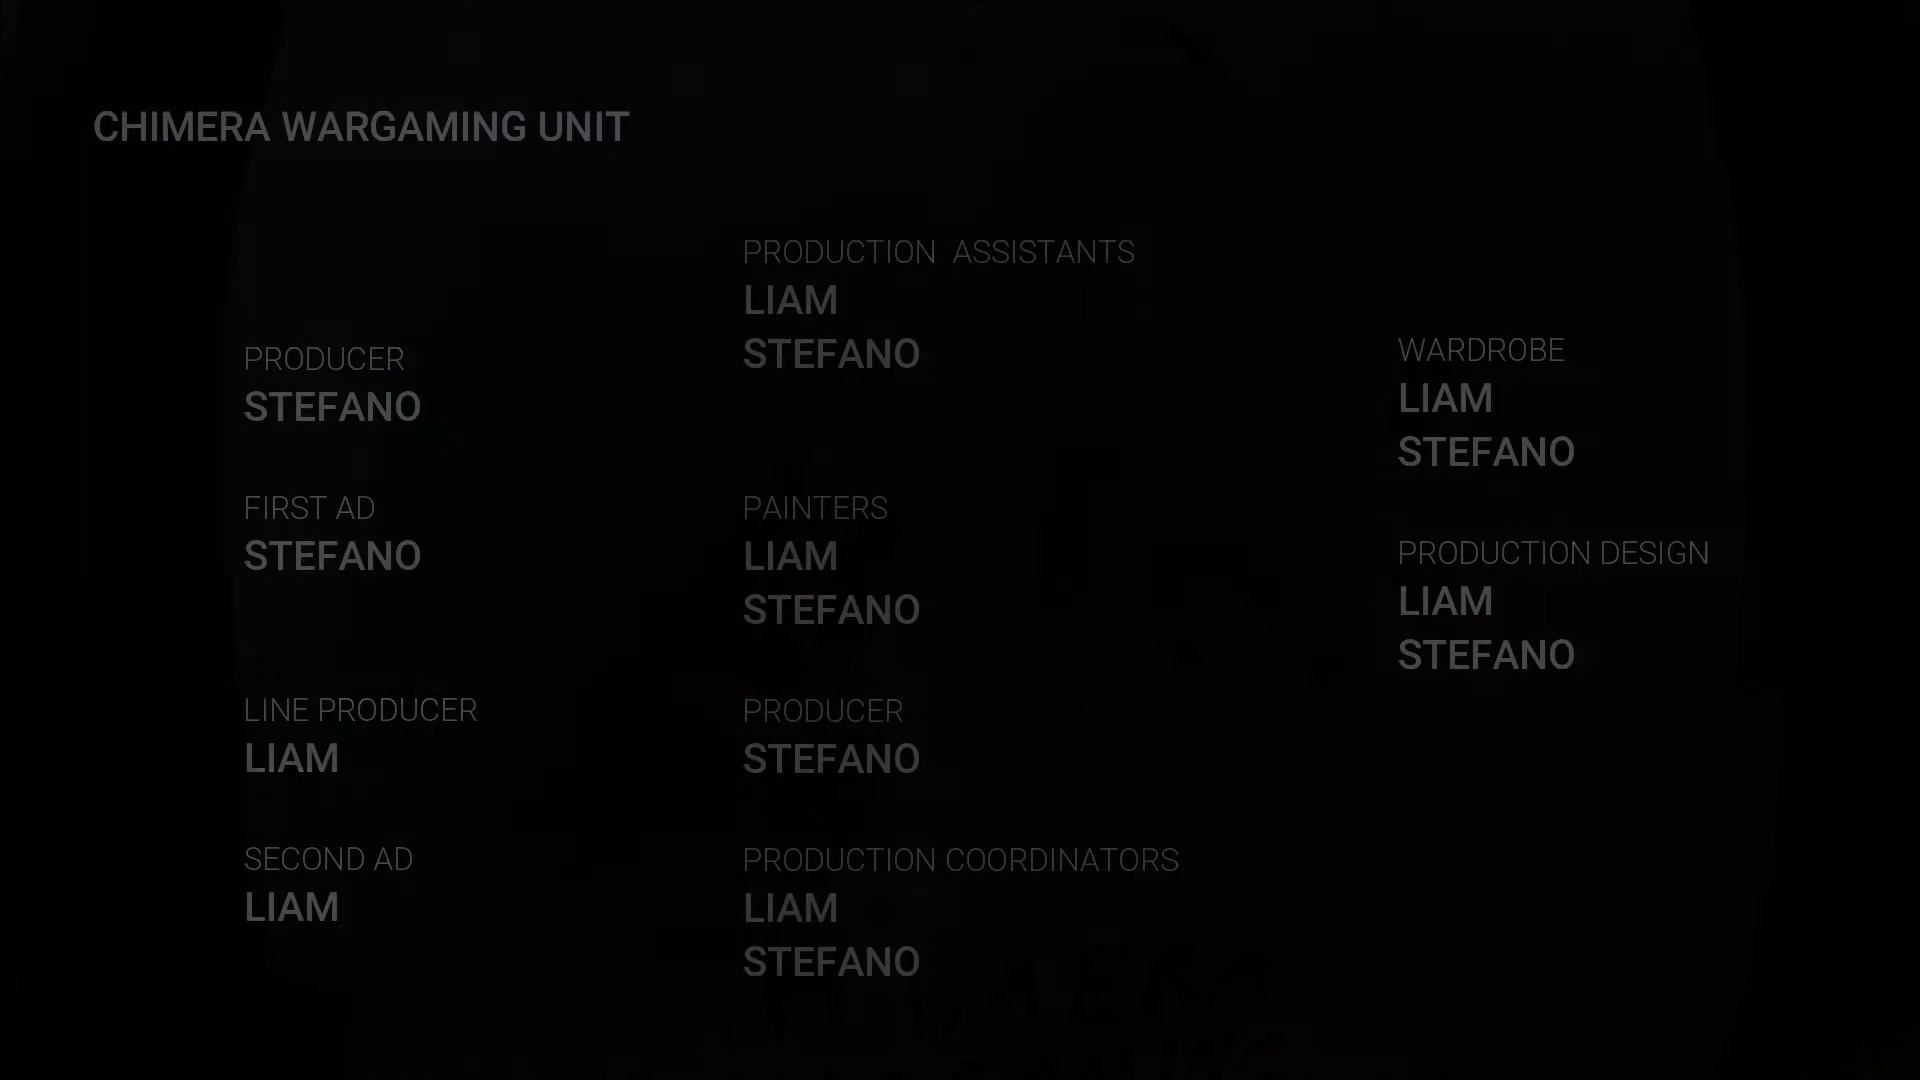 CHIMERA WARGAMING UNIT
PRODUCER
STEFANO
FIRST AD
STEFANO
LINE PRODUCER
LIAM
SECOND AD
LIAM
PRODUCTION ASSISTANTS
LIAM
STEFANO
PAINTERS
LIAM
STEFANO
PRODUCER
STEFANO
PRODUCTION COORDINATORS
LIAM
STEFANO
WARDROBE
LIAM
STEFANO
PRODUCTION DESIGN
LIAM
STEFANO